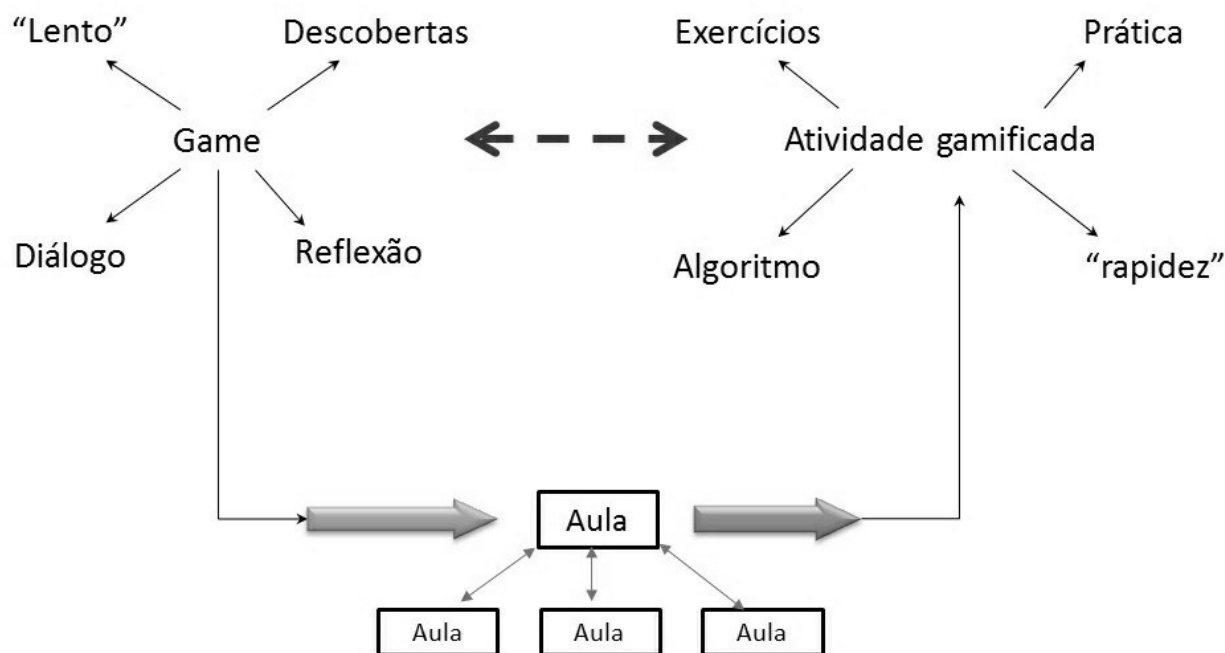 “Lento”
Descobertas
Exercícios
Prática
Game
Atividade gamificada
Diálogo
Reflexão
Algoritmo
“rapidez”
Aula
Aula
Aula
Aula